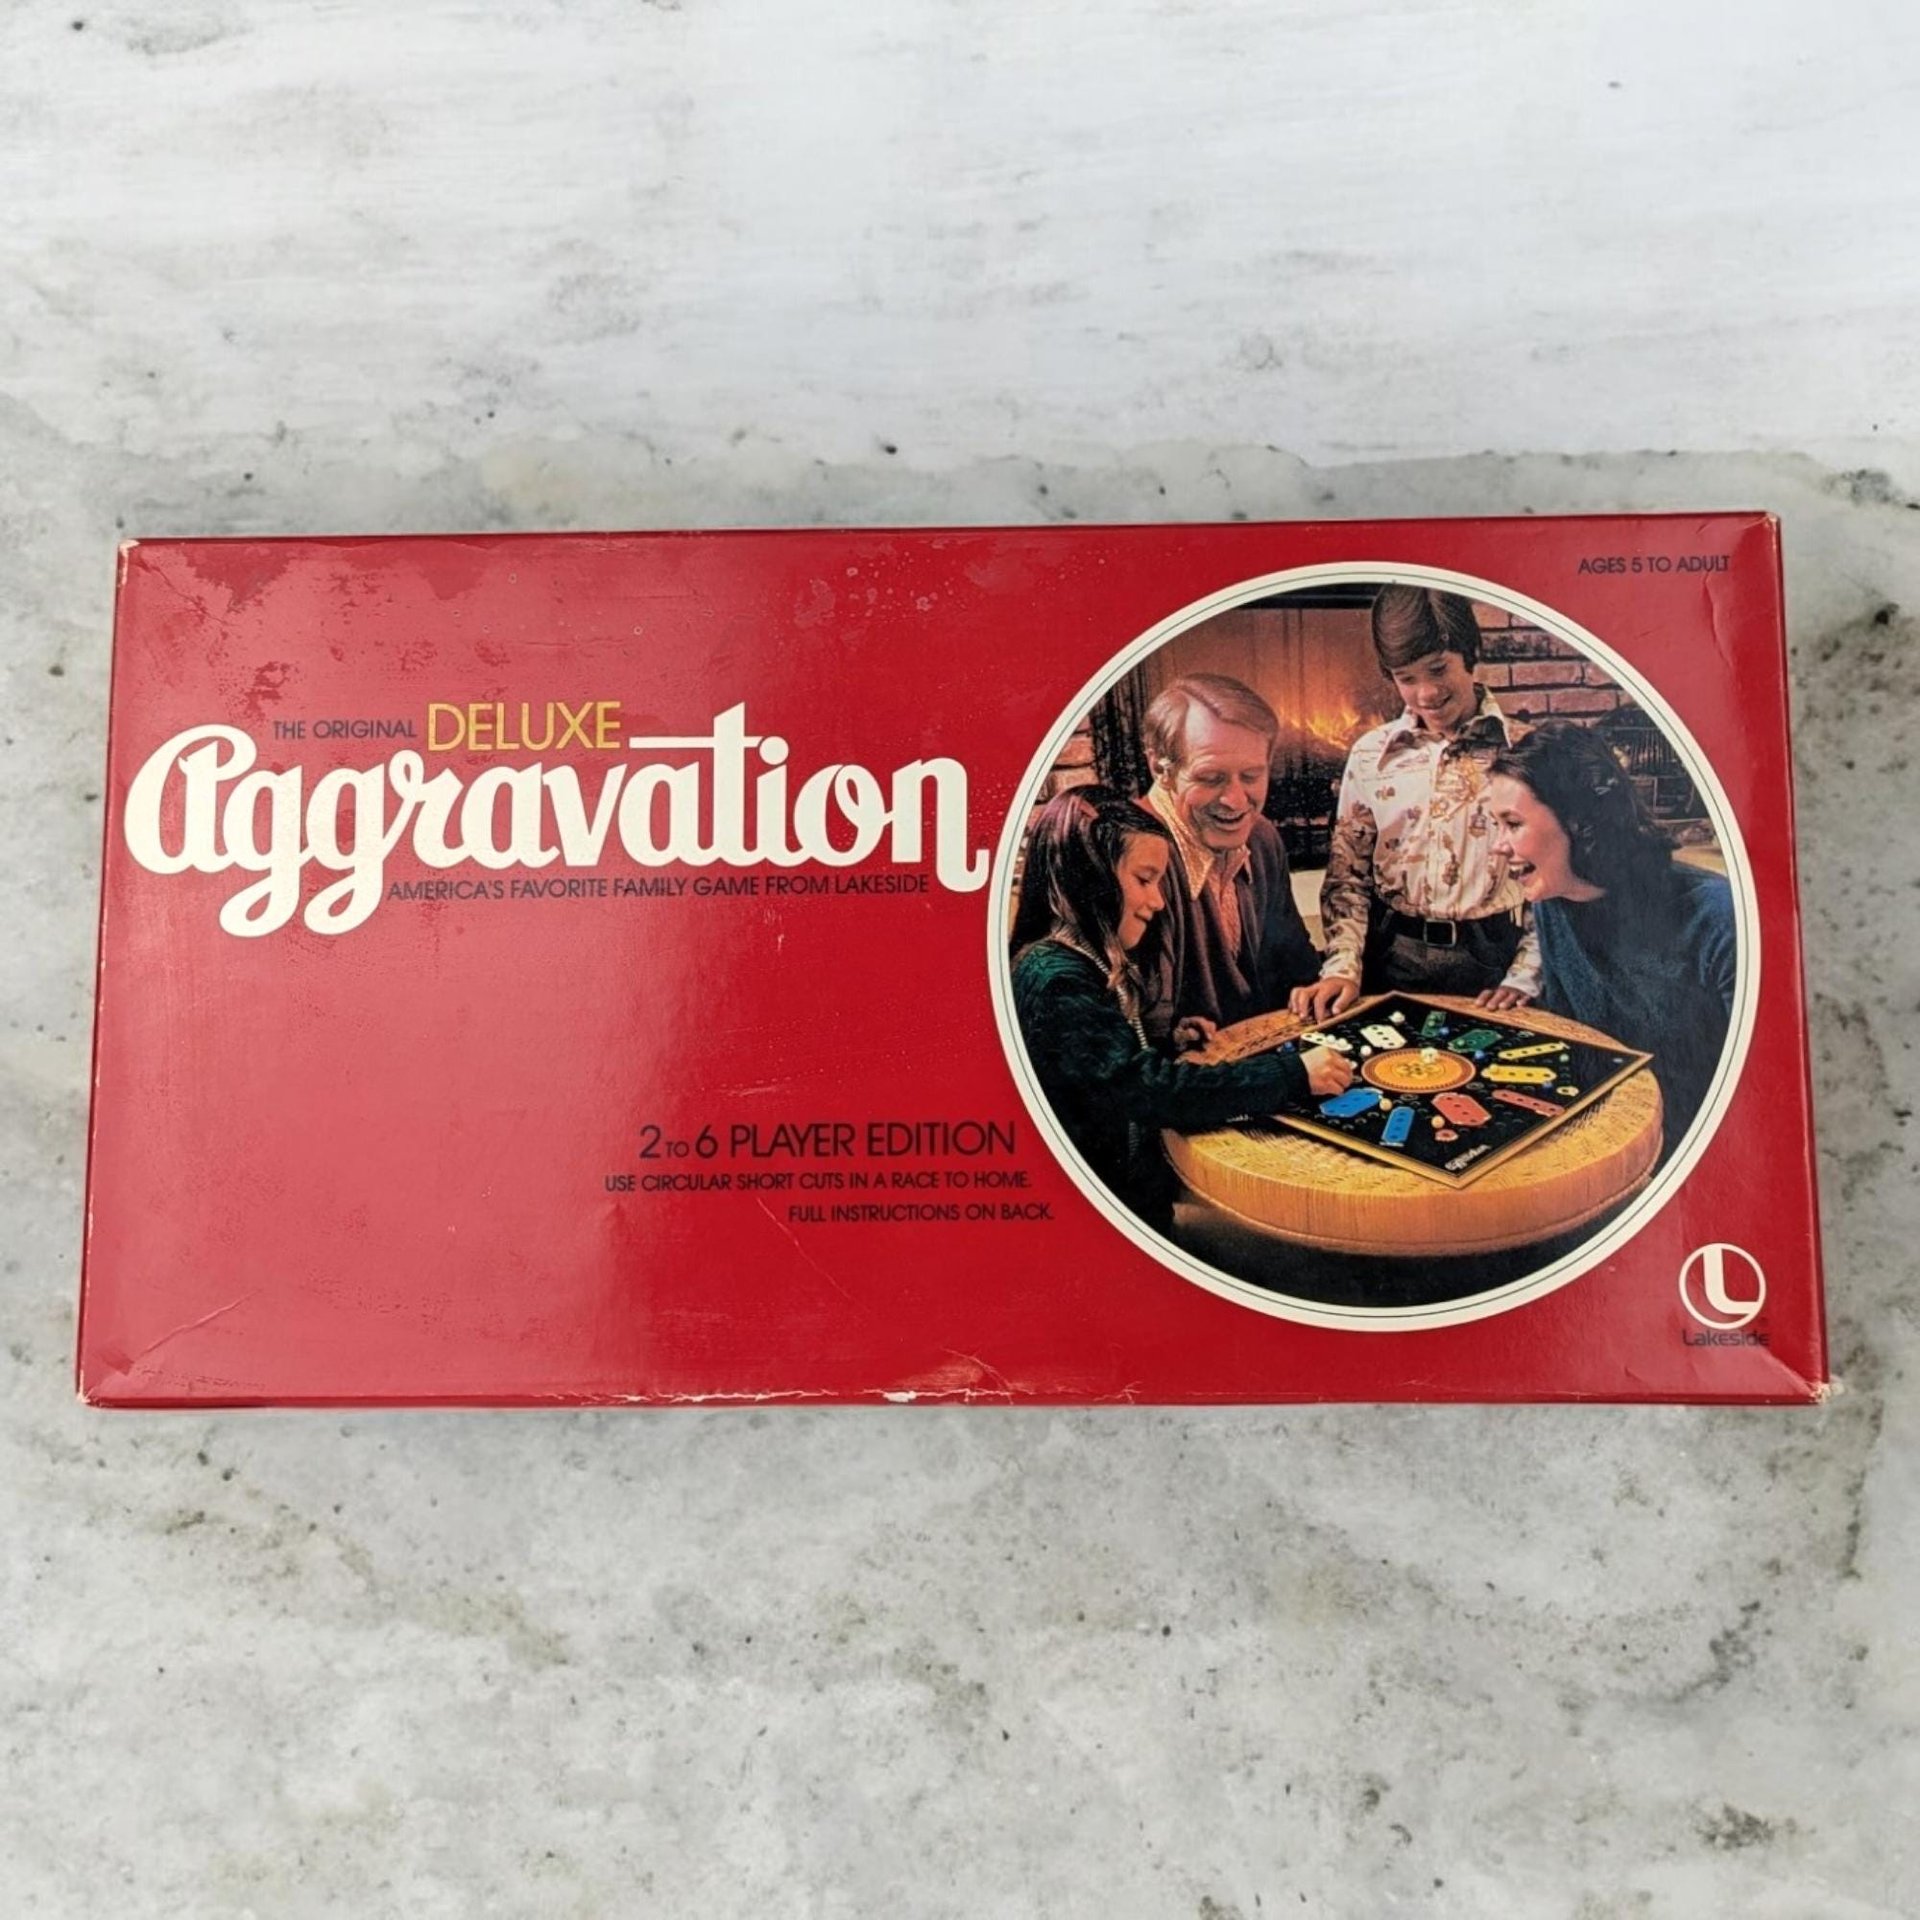 AGES 5 TO ADULT
THE ORIGINAL DELUXE
Aggravation
AMERICA'S FAVORITE FAMILY GAME FROM LAKESIDE
2 TO 6 PLAYER EDITION
USE CIRCULAR SHORT CUTS IN A RACE TO HOME.
FULL INSTRUCTIONS ON BACK.
Aggravation
L
Lakeside